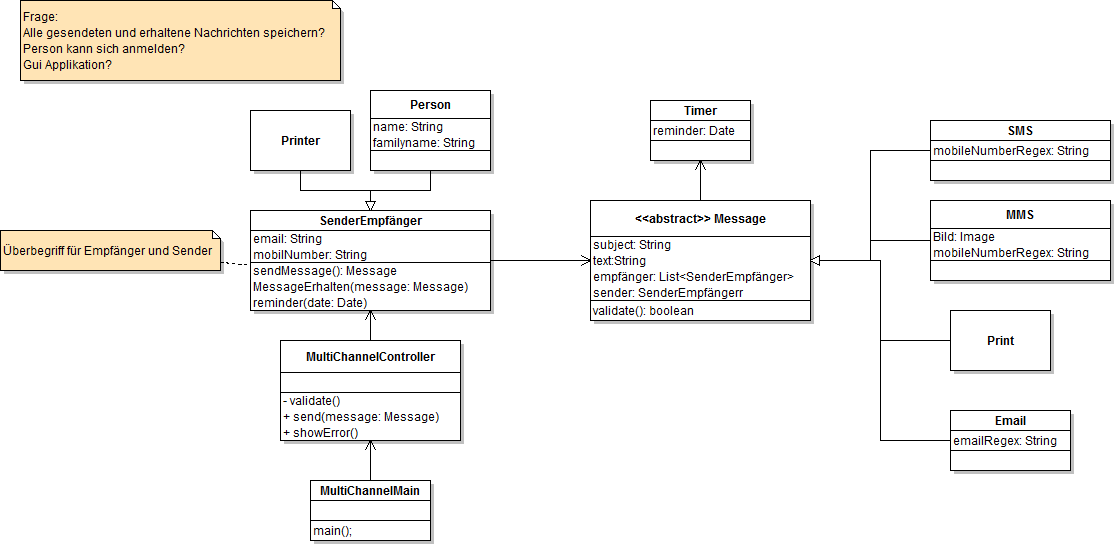 Frage:
Alle gesendeten und erhaltene Nachrichten speichern?
Person kann sich anmelden?
Gui Applikation?
Printer
Person
name: String
familyname: String
Timer
reminder: Date
SMS
mobileNumberRegex: String
MMS
Bild: Image
mobileNumberRegex: String
Überbegriff für Empfänger und Sender
SenderEmpfänger
email: String
mobilNumber: String
sendMessage(): Message
MessageErhalten(message: Message)
reminder(date: Date)
<<abstract>> Message
subject: String
text:String
empfänger: List<SenderEmpfänger>
sender: SenderEmpfängerr
validate(): boolean
Print
Email
emailRegex: String
MultiChannelController
- validate()
+ send(message: Message)
+ showError()
MultiChannelMain
main();